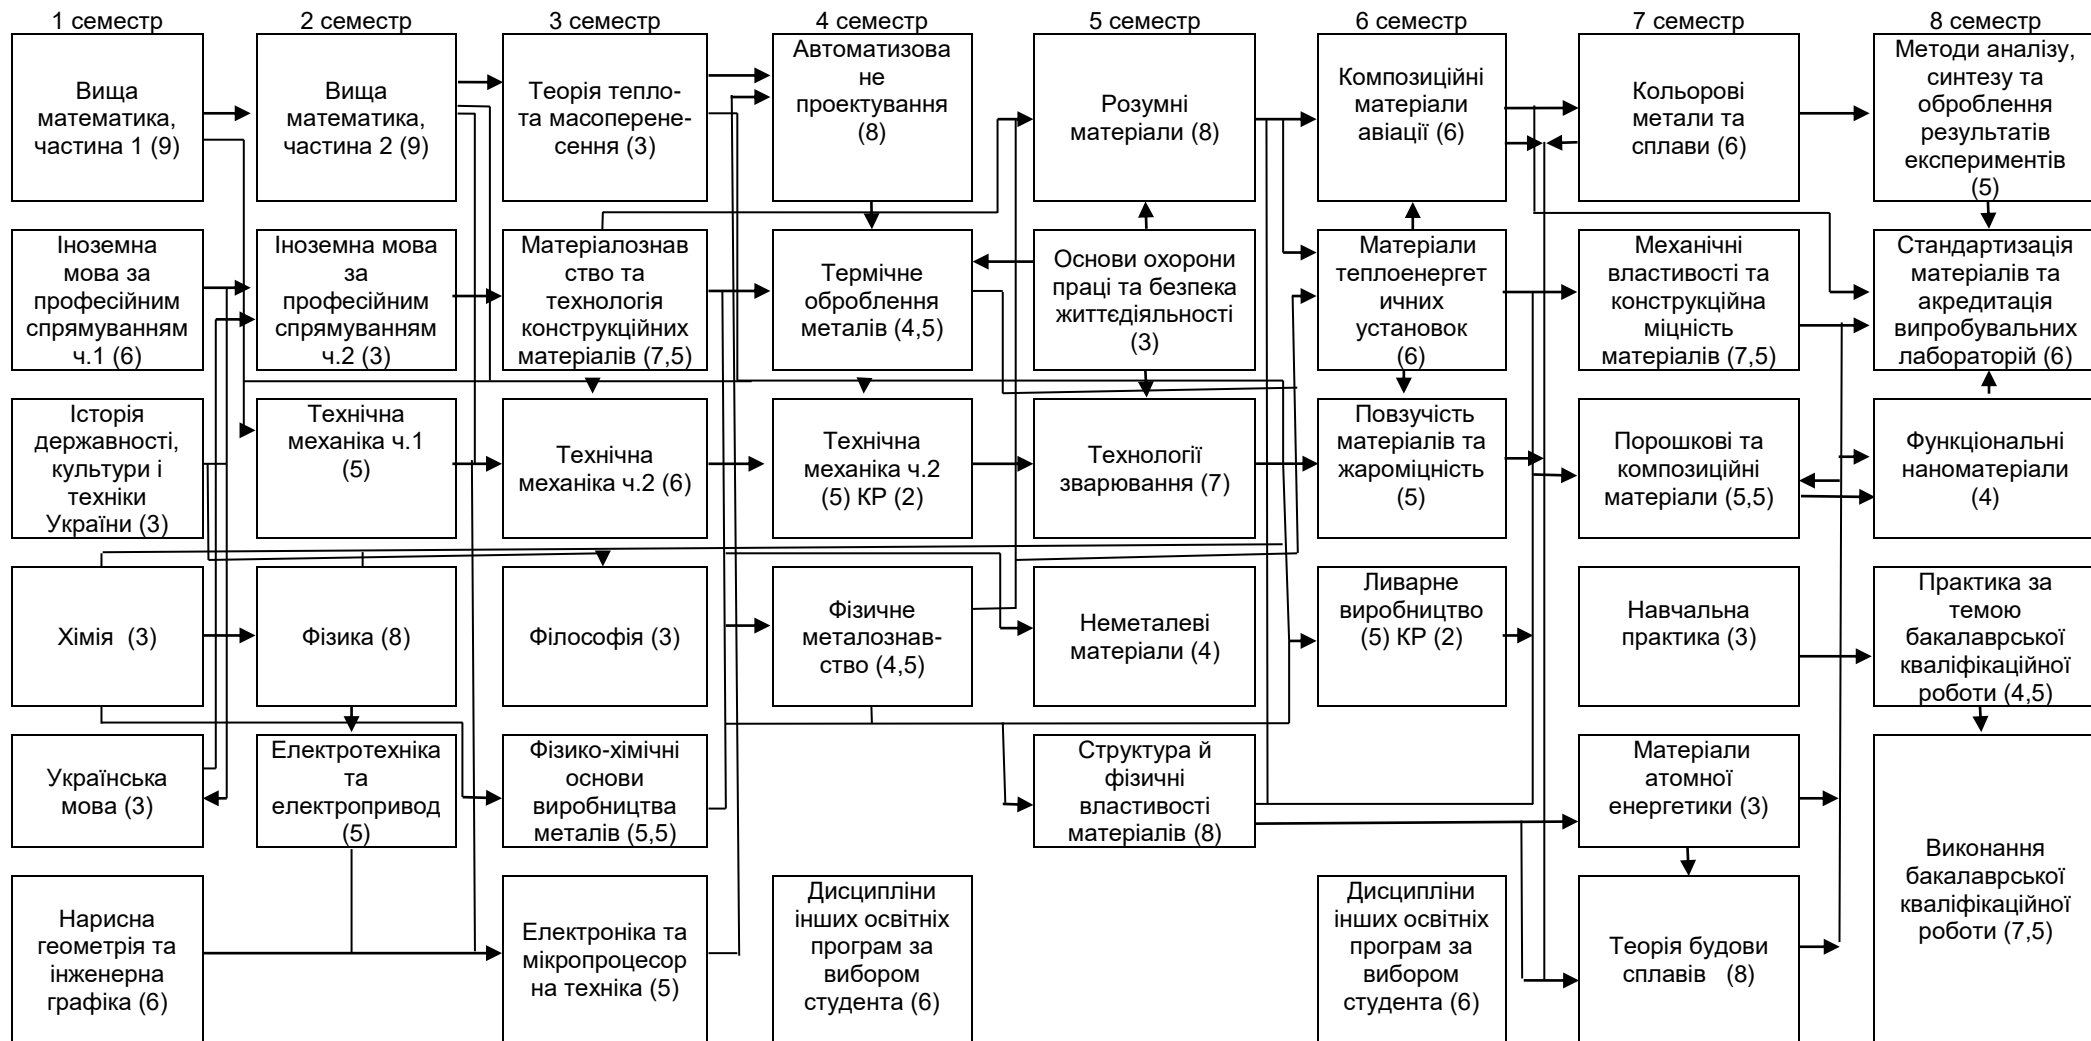 1 семестр
2 семестр
3 семестр
4 семестр
5 семестр
6 семестр
7 семестр
8 семестр
Вища
математика,
частина 1 (9)
Вища
математика,
частина 2 (9)
Теорія тепло-
та масоперене-
сення (3)
Автоматизова
не
проектування
(8)
Розумні
матеріали (8)
Композиційні
матеріали
авіації (6)
Кольорові
метали та
сплави (6)
Методи аналізу,
синтезу та
оброблення
результатів
експериментів
(5)
Іноземна
мова за
професійним
спрямуванням
ч.1 (6)
Іноземна мова
за
професійним
спрямуванням
ч.2 (3)
Матеріалознав
ство та
технологія
конструкційних
матеріалів (7,5)
Термічне
оброблення
металів (4,5)
Основи охорони
праці та безпека
життєдіяльності
(3)
Матеріали
теплоенергет
ичних
установок
(6)
Механічні
властивості та
конструкційна
міцність
матеріалів (7,5)
Стандартизація
матеріалів та
акредитація
випробувальних
лабораторій (6)
Історія
державності,
культури і
техніки
України (3)
Технічна
механіка ч.1
(5)
Технічна
механіка ч.2 (6)
Технічна
механіка ч.2
(5) КР (2)
Технології
зварювання (7)
Повзучість
матеріалів та
жароміцність
(5)
Порошкові та
композиційні
матеріали (5,5)
Функціональні
наноматеріали
(4)
Хімія (3)
Фізика (8)
Філософія (3)
Фізичне
металознав-
ство (4,5)
Неметалеві
матеріали (4)
Ливарне
виробництво
(5) КР (2)
Навчальна
практика (3)
Практика за
темою
бакалаврської
кваліфікаційної
роботи (4,5)
Українська
мова (3)
Електротехніка
та
електропривод
(5)
Фізико-хімічні
основи
виробництва
металів (5,5)
Структура й
фізичні
властивості
матеріалів (8)
Матеріали
атомної
енергетики (3)
Виконання
бакалаврської
кваліфікаційної
роботи (7,5)
Нарисна
геометрія та
інженерна
графіка (6)
Електроніка та
мікропроцесор
на техніка (5)
Дисципліни
інших освітніх
програм за
вибором
студента (6)
Дисципліни
інших освітніх
програм за
вибором
студента (6)
Теорія будови
сплавів (8)